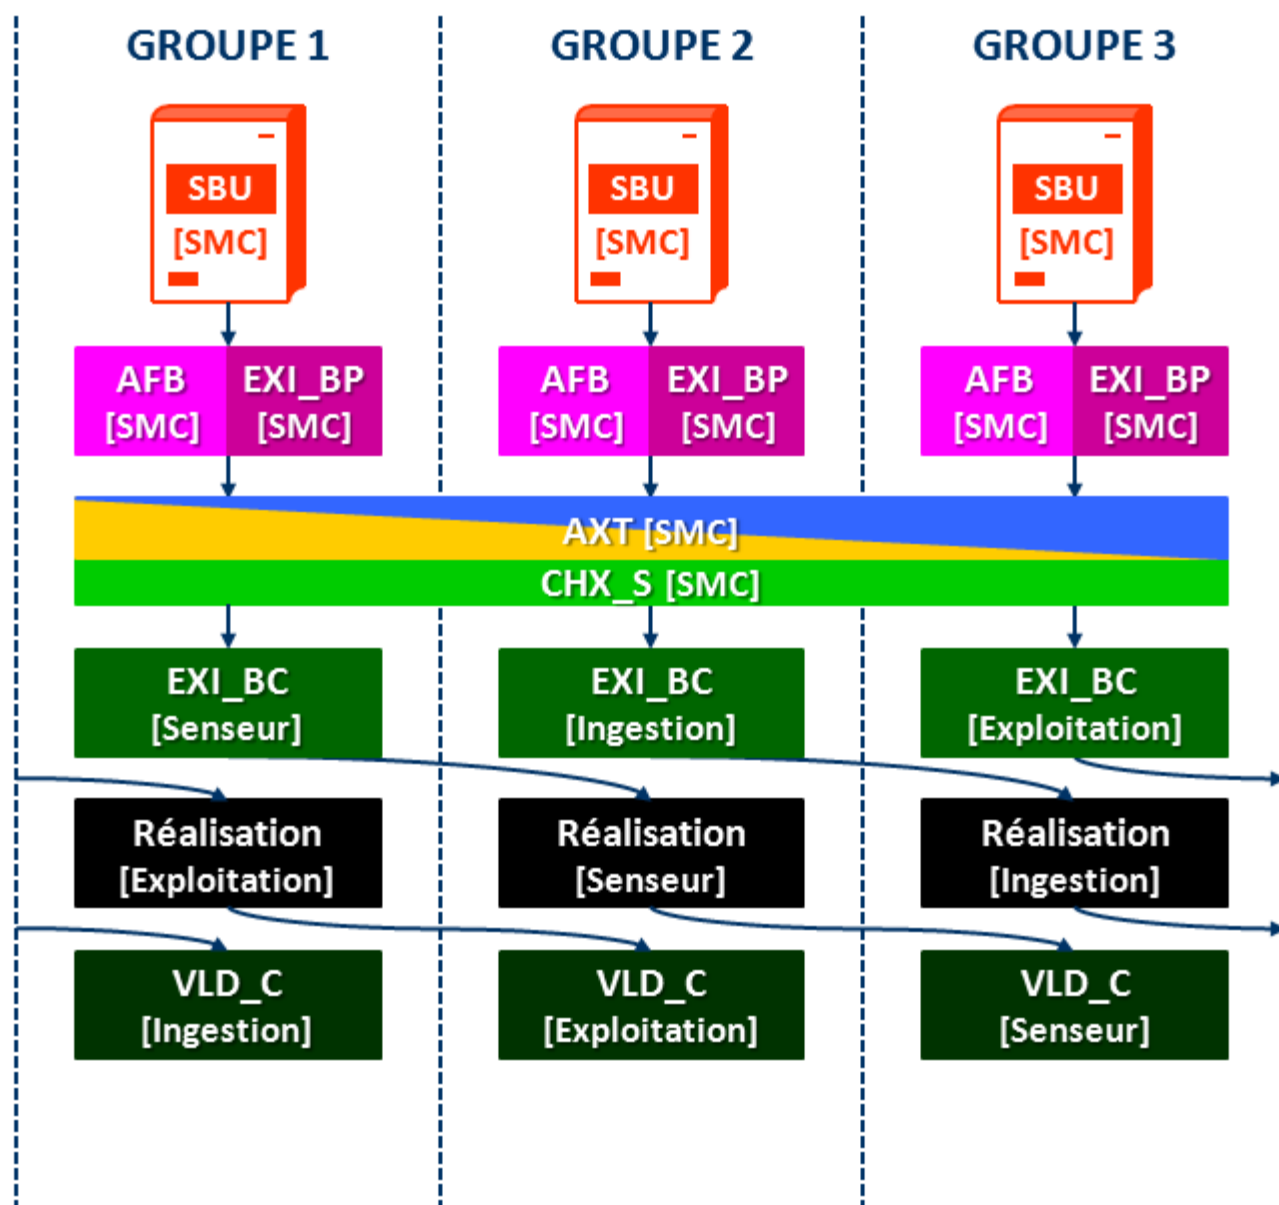 GROUPE 1
GROUPE 2
GROUPE 3
SBU
[SMC]
SBU
[SMC]
SBU
[SMC]
AFB
[SMC]
EXI_BP
[SMC]
AFB
[SMC]
EXI_BP
[SMC]
AFB
[SMC]
EXI_BP
[SMC]
AXT [SMC]
CHX_S [SMC]
EXI_BC
[Senseur]
EXI_BC
[Ingestion]
EXI_BC
[Exploitation]
Réalisation
[Exploitation]
Réalisation
[Senseur]
Réalisation
[Ingestion]
VLD_C
[Ingestion]
VLD_C
[Exploitation]
VLD_C
[Senseur]